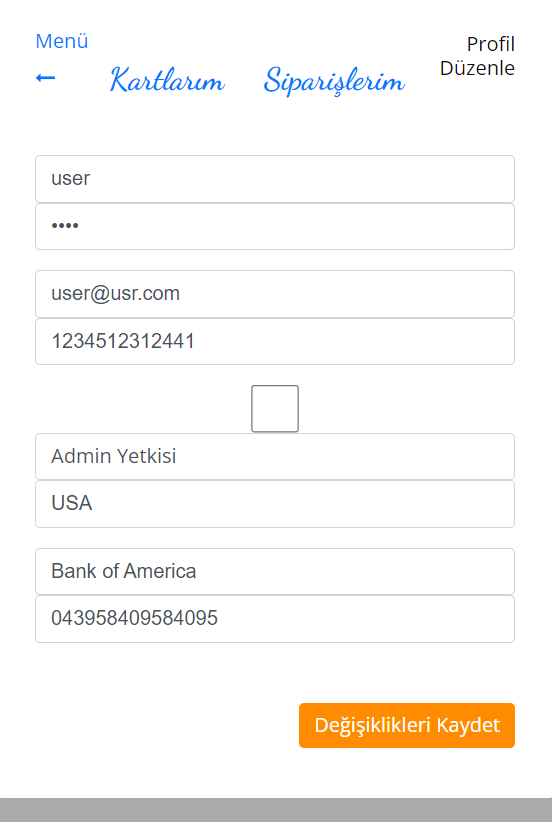 Menü
Profil
Düzenle
Kartlarım
Siparişlerim
user
••••
user@usr.com
1234512312441
Admin Yetkisi
USA
Bank of America
043958409584095
Değişiklikleri Kaydet